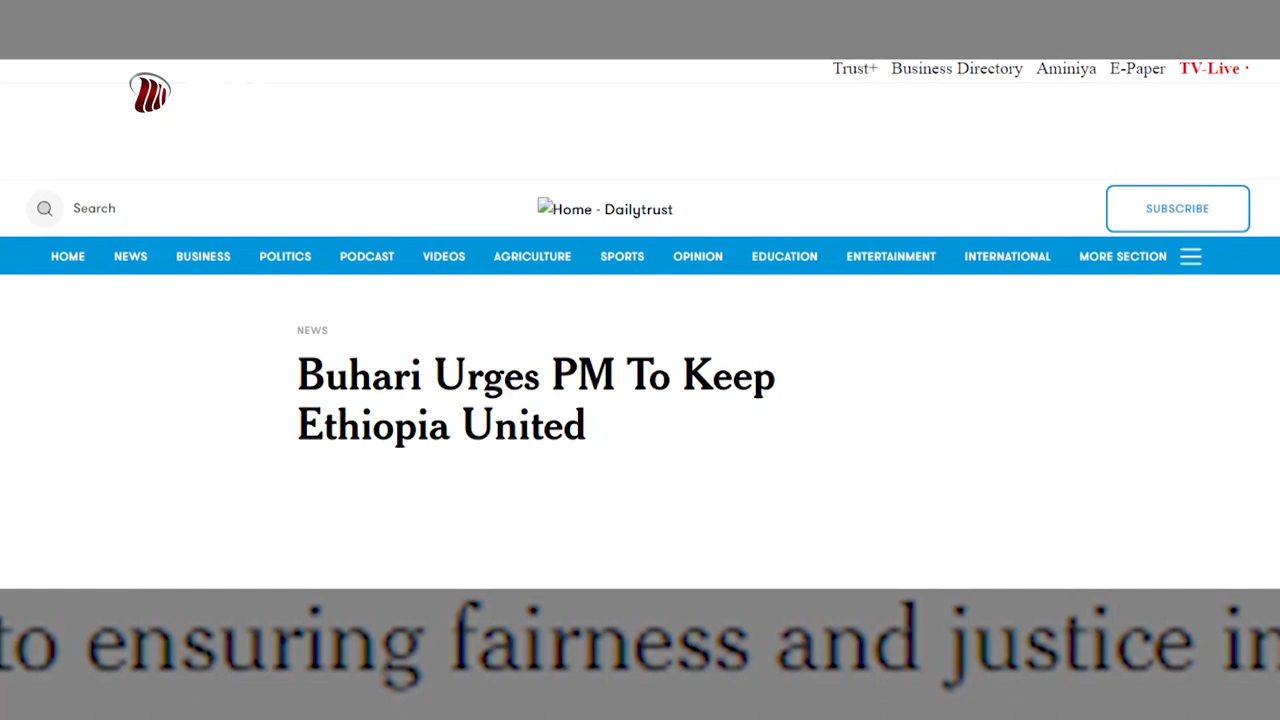 Trust+ Business Directory Aminiya E-Paper TV-Live •
Search
Home - Dailytrust
SUBSCRIBE
HOME NEWS BUSINESS POLITICS PODCAST VIDEOS AGRICULTURE SPORTS OPINION EDUCATION ENTERTAINMENT INTERNATIONAL MORE SECTION
NEWS
Buhari Urges PM To Keep
Ethiopia United
to ensuring fairness and justice in